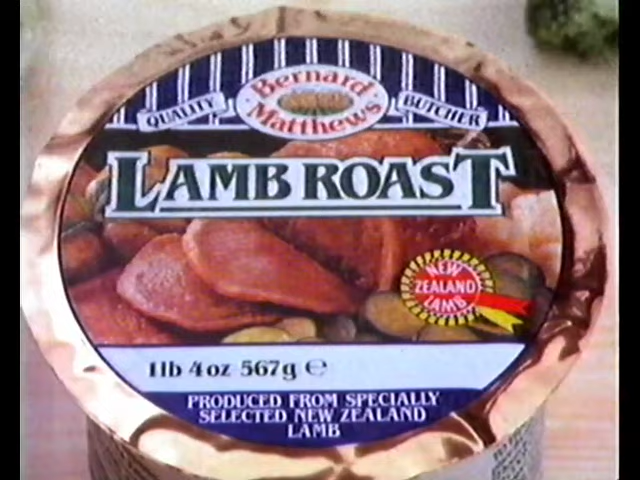 Bernard
Matthews
QUALITY BUTCHER
LAMB ROAST
NEW
ZEALAND
LAMB
1lb 4oz 567g ℮
PRODUCED FROM SPECIALLY
SELECTED NEW ZEALAND
LAMB